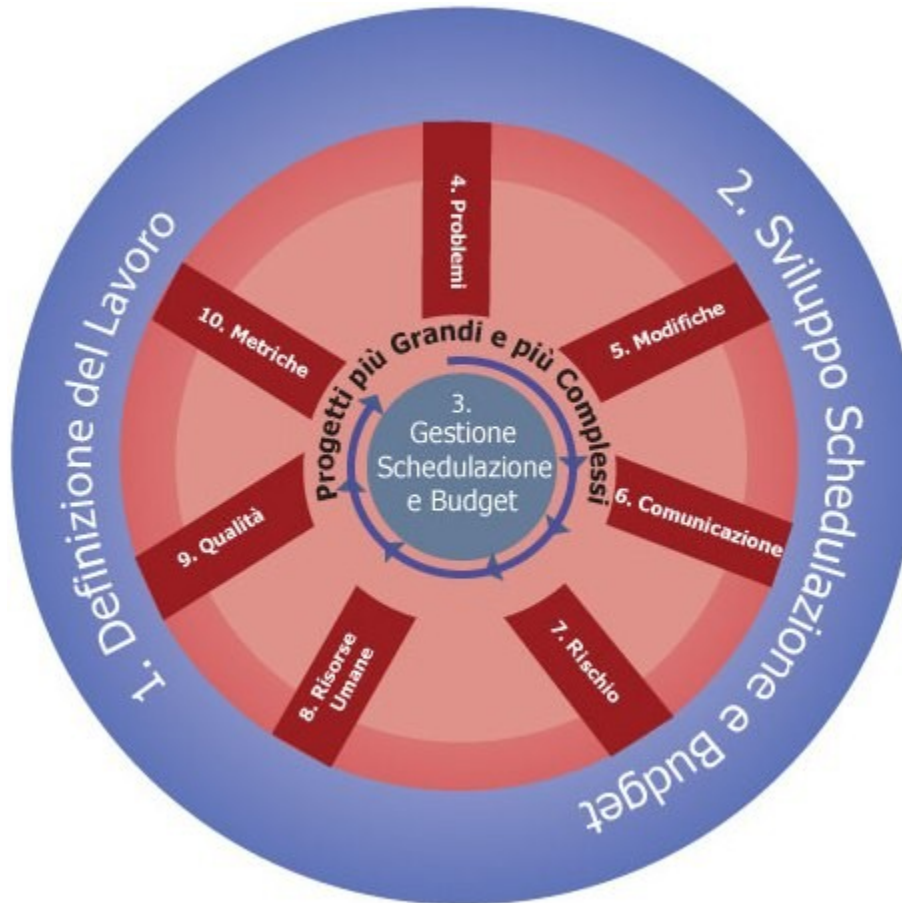 1. Definizione del Lavoro
2. Sviluppo Schedulazione e Budget
3.
Gestione
Schedulazione
e Budget
Progetti più Grandi e più Complessi
4. Problemi
5. Modifiche
6. Comunicazione
7. Rischio
8. Risorse
Umane
9. Qualità
10. Metriche